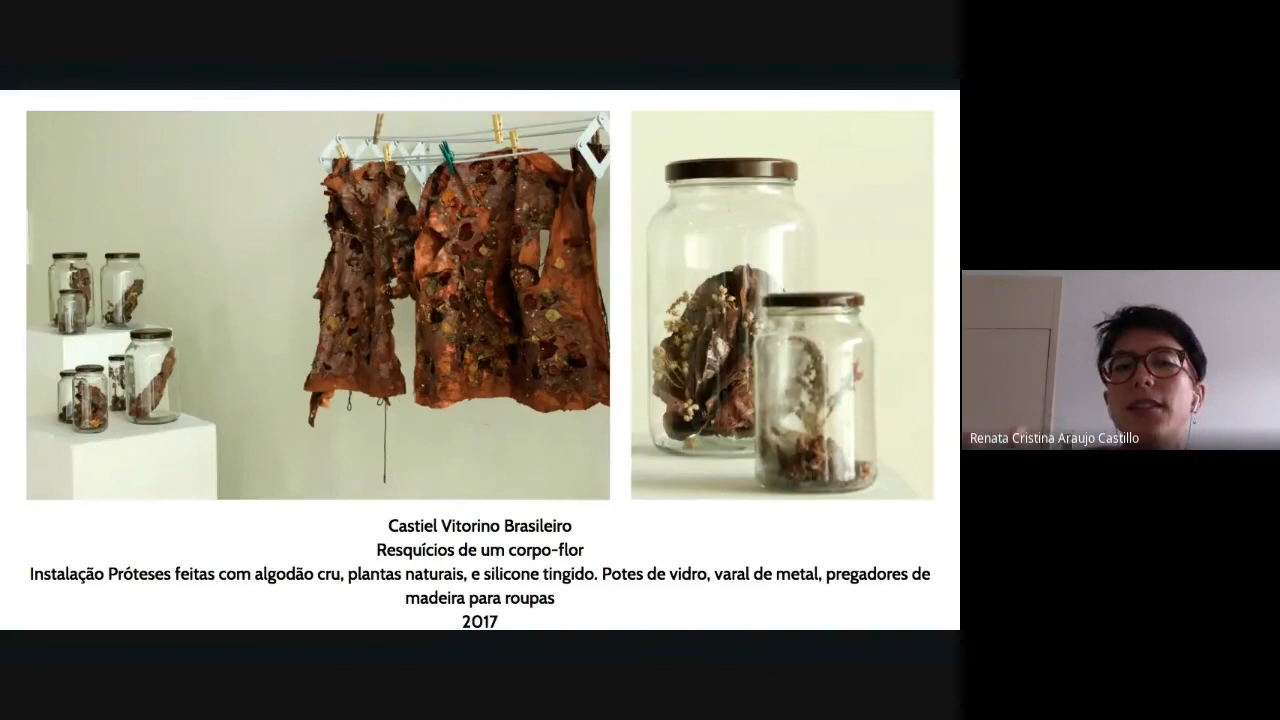 Castiel Vitorino Brasileiro
Resquícios de um corpo-flor
Instalação Próteses feitas com algodão cru, plantas naturais, e silicone tingido. Potes de vidro, varal de metal, pregadores de
madeira para roupas
2017
Renata Cristina Araujo Castillo